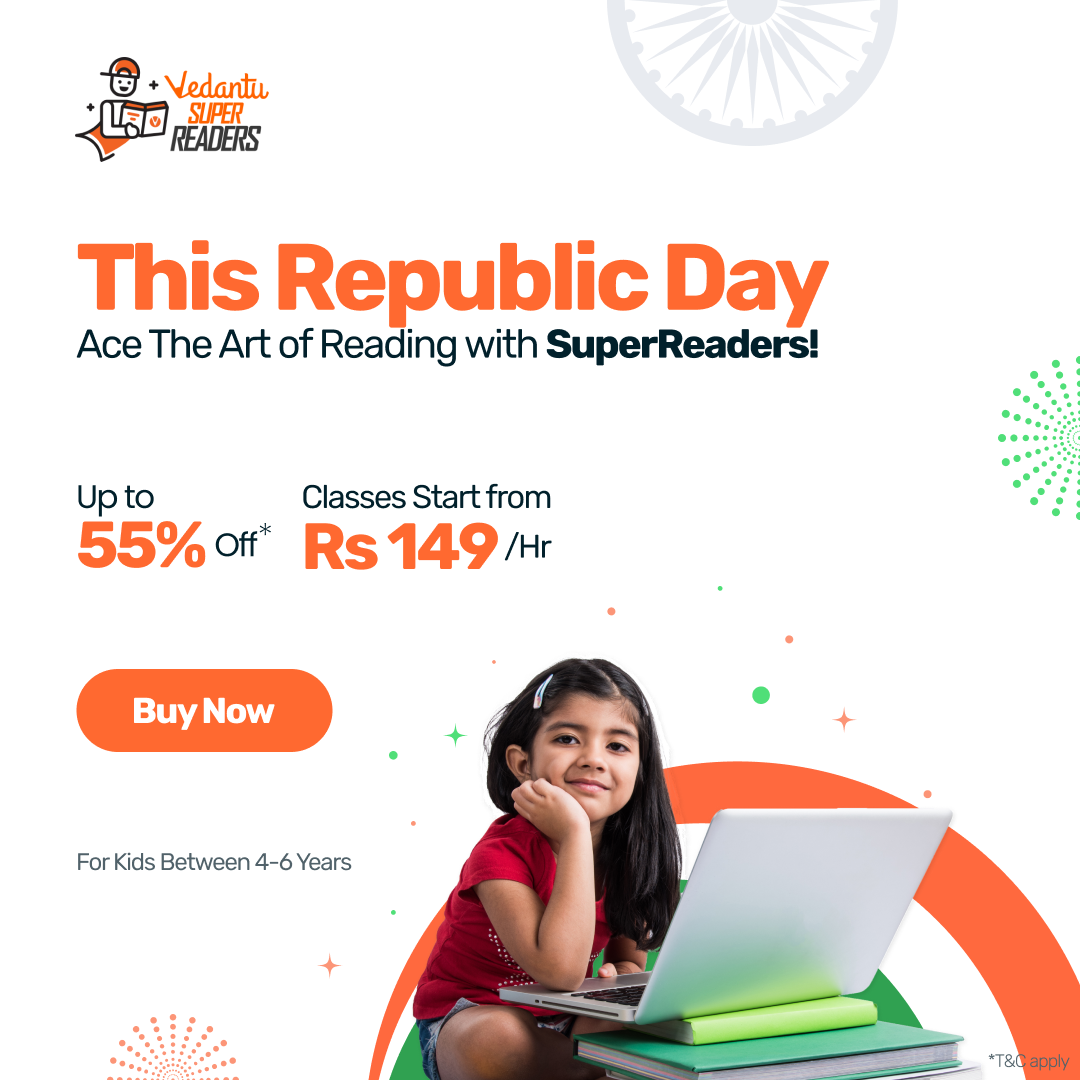 Vedantu
SUPER
READERS
This Republic Day
Ace The Art of Reading with SuperReaders!
Up to
55% Off*
Classes Start from
Rs 149 /Hr
Buy Now
For Kids Between 4-6 Years
*T&C apply